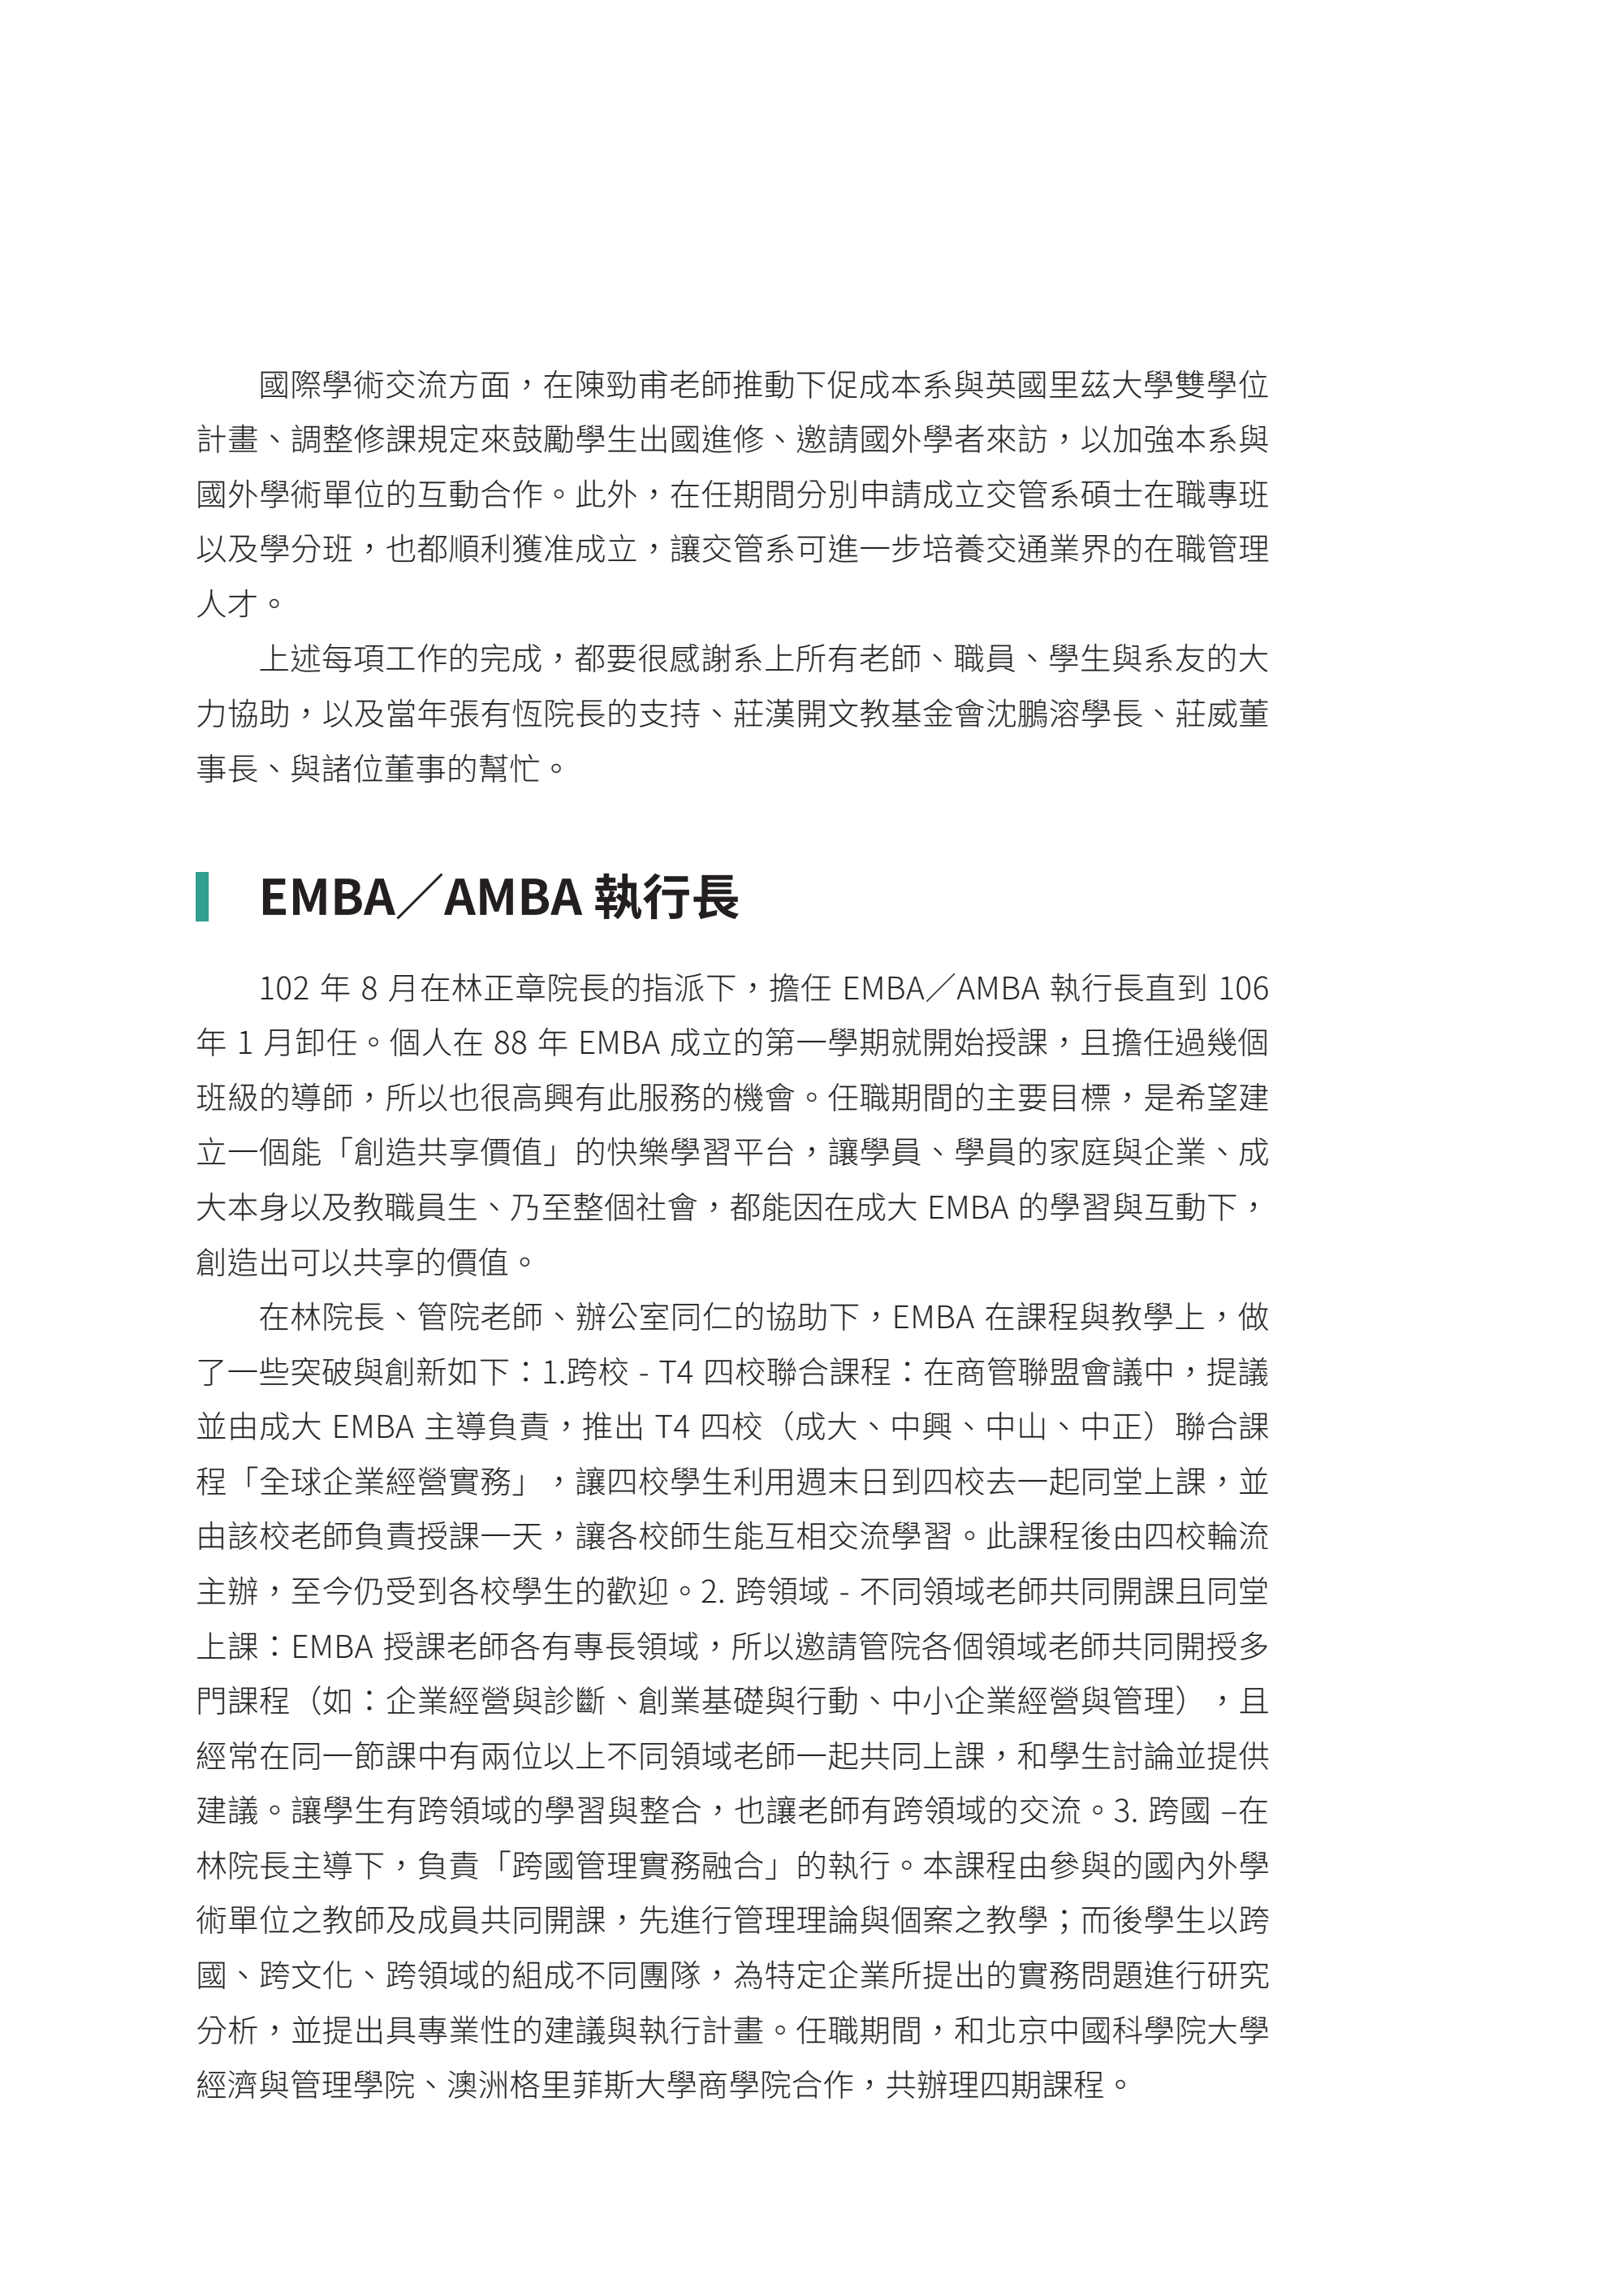 國際學術交流方面，在陳勁甫老師推動下促成本系與英國里茲大學雙學位
計畫、調整修課規定來鼓勵學生出國進修、邀請國外學者來訪，以加強本系與
國外學術單位的互動合作。此外，在任期間分別申請成立交管系碩士在職專班
以及學分班，也都順利獲准成立，讓交管系可進一步培養交通業界的在職管理
人才。
上述每項工作的完成，都要很感謝系上所有老師、職員、學生與系友的大
力協助，以及當年張有恆院長的支持、莊漢開文教基金會沈鵬溶學長、莊威董
事長、與諸位董事的幫忙。
EMBA／AMBA 執行長
102 年 8 月在林正章院長的指派下，擔任 EMBA／AMBA 執行長直到 106
年 1 月卸任。個人在 88 年 EMBA 成立的第一學期就開始授課，且擔任過幾個
班級的導師，所以也很高興有此服務的機會。任職期間的主要目標，是希望建
立一個能「創造共享價值」的快樂學習平台，讓學員、學員的家庭與企業、成
大本身以及教職員生、乃至整個社會，都能因在成大 EMBA 的學習與互動下，
創造出可以共享的價值。
在林院長、管院老師、辦公室同仁的協助下，EMBA 在課程與教學上，做
了一些突破與創新如下：1.跨校 - T4 四校聯合課程：在商管聯盟會議中，提議
並由成大 EMBA 主導負責，推出 T4 四校（成大、中興、中山、中正）聯合課
程「全球企業經營實務」，讓四校學生利用週末日到四校去一起同堂上課，並
由該校老師負責授課一天，讓各校師生能互相交流學習。此課程後由四校輪流
主辦，至今仍受到各校學生的歡迎。2. 跨領域 - 不同領域老師共同開課且同堂
上課：EMBA 授課老師各有專長領域，所以邀請管院各個領域老師共同開授多
門課程（如：企業經營與診斷、創業基礎與行動、中小企業經營與管理），且
經常在同一節課中有兩位以上不同領域老師一起共同上課，和學生討論並提供
建議。讓學生有跨領域的學習與整合，也讓老師有跨領域的交流。3. 跨國 –在
林院長主導下，負責「跨國管理實務融合」的執行。本課程由參與的國內外學
術單位之教師及成員共同開課，先進行管理理論與個案之教學；而後學生以跨
國、跨文化、跨領域的組成不同團隊，為特定企業所提出的實務問題進行研究
分析，並提出具專業性的建議與執行計畫。任職期間，和北京中國科學院大學
經濟與管理學院、澳洲格里菲斯大學商學院合作，共辦理四期課程。